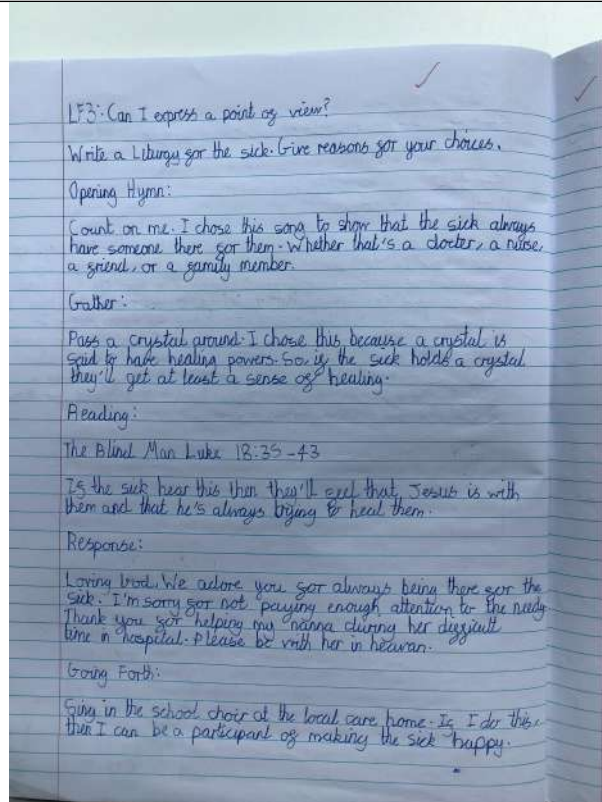 LF3: Can I express a point of view?
Write a Liturgy for the sick. Give reasons for your choices.
Opening Hymn:
Count on me. I chose this song to show that the sick always
have someone there for them. Whether that's a docter, a nurse,
a friend, or a family member.
Gather:
Pass a crystal around. I chose this because a crystal is
said to have healing powers. So, if the sick holds a crystal
they'll get at least a sense of healing.
Reading:
The Blind Man Luke 18:35-43
If the sick hear this then they'll feel that Jesus is with
them and that he's always trying to heal them.
Response:
Loving God, We adore you for always being there for the
sick. I'm sorry for not paying enough attention to the needy.
Thank you for helping my nanna during her difficult
time in hospital. Please be with her in heavan.
Going Forth:
Sing in the school choir at the local care home. If I do this,
then I can be a participant of making the sick happy.